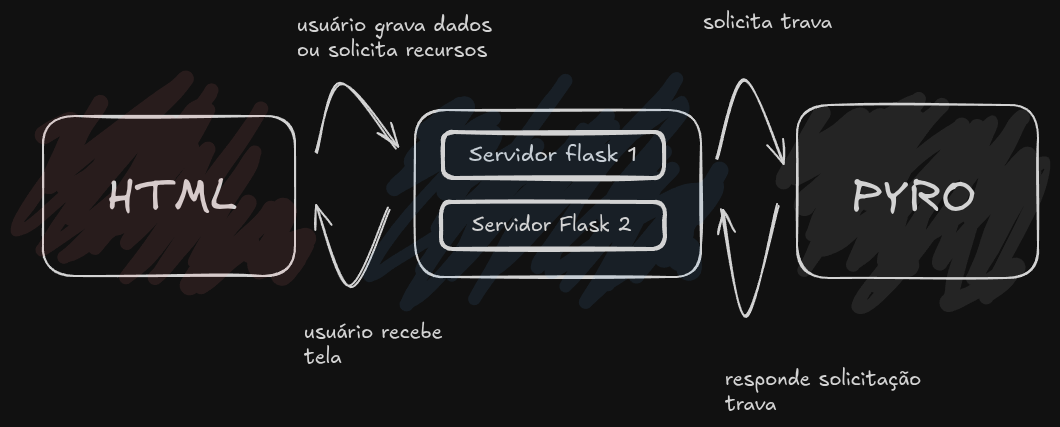 usuário grava dados
ou solicita recursos
solicita trava
HTML
Servidor flask 1
Servidor Flask 2
PYRO
usuário recebe
tela
responde solicitação
trava